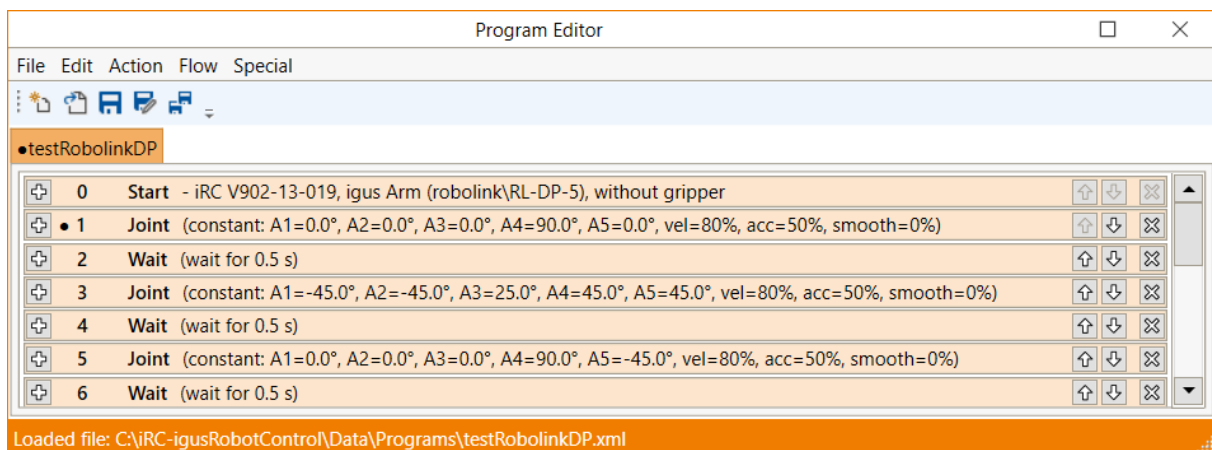 Program Editor
File Edit Action Flow Special
●testRobolinkDP
0 Start - iRC V902-13-019, igus Arm (robolink\RL-DP-5), without gripper
● 1 Joint (constant: A1=0.0°, A2=0.0°, A3=0.0°, A4=90.0°, A5=0.0°, vel=80%, acc=50%, smooth=0%)
2 Wait (wait for 0.5 s)
3 Joint (constant: A1=-45.0°, A2=-45.0°, A3=25.0°, A4=45.0°, A5=45.0°, vel=80%, acc=50%, smooth=0%)
4 Wait (wait for 0.5 s)
5 Joint (constant: A1=0.0°, A2=0.0°, A3=0.0°, A4=90.0°, A5=-45.0°, vel=80%, acc=50%, smooth=0%)
6 Wait (wait for 0.5 s)
Loaded file: C:\iRC-igusRobotControl\Data\Programs\testRobolinkDP.xml